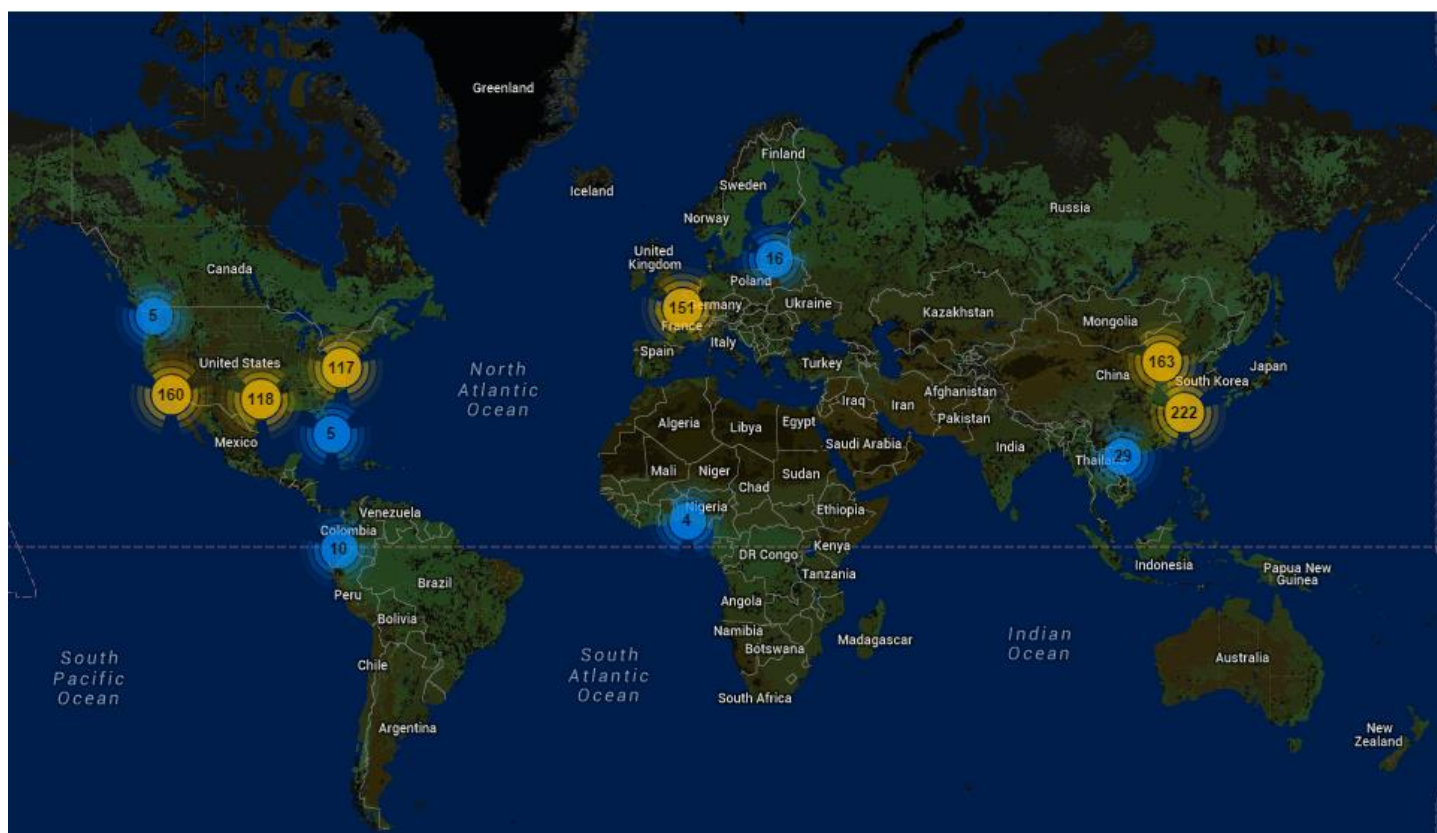 Greenland
Finland
Iceland
Sweden
Russia
Norway
United
Kingdom
16
Canada
Poland
151
Germany
Ukraine
5
Kazakhstan
Mongolia
France
Italy
Spain
United States
117
North
Atlantic
Ocean
Turkey
163
China
South Korea
Japan
160
118
Afghanistan
Iraq
Iran
222
Pakistan
Algeria
Libya
Egypt
5
Mexico
Saudi Arabia
India
29
Mali
Niger
Sudan
Chad
Venezuela
Nigeria
Ethiopia
4
Colombia
10
Kenya
DR Congo
Indonesia
Papua New
Guinea
Tanzania
Brazil
Peru
Angola
Bolivia
Namibia
Madagascar
Indian
Ocean
Botswana
South
Pacific
Ocean
Chile
South
Atlantic
Ocean
Australia
South Africa
Argentina
New
Zealand